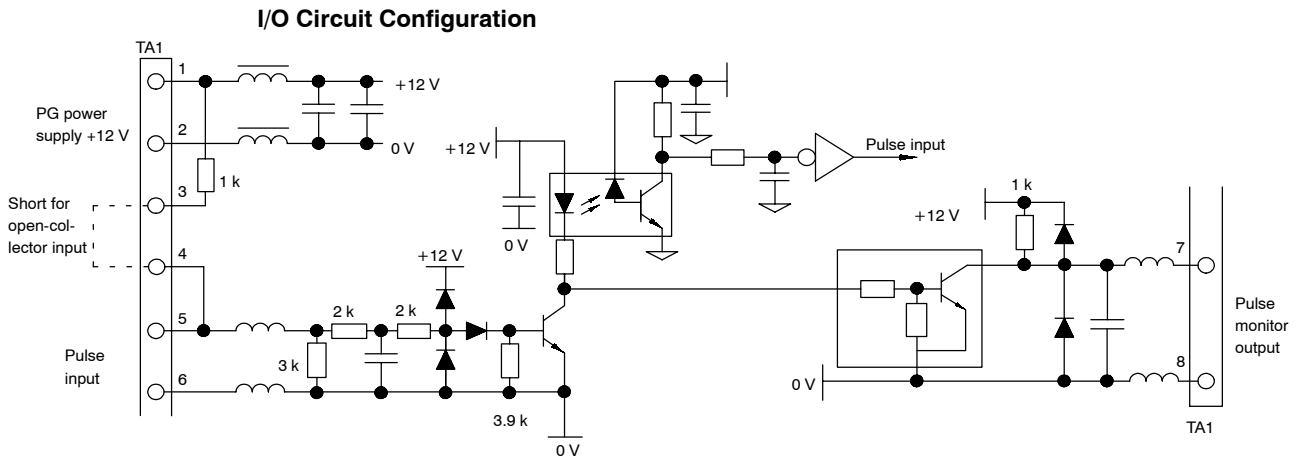 I/O Circuit Configuration
TA1
1
PG power
supply +12 V
+12 V
2
0 V
1 k
3
Short for
open-col-
lector input
4
5
Pulse
input
6
2 k
2 k
3 k
+12 V
3.9 k
0 V
+12 V
0 V
Pulse input
1 k
+12 V
7
Pulse
monitor
output
8
0 V
TA1